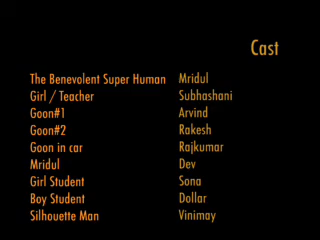 Cast
The Benevolent Super Human Mridul
Girl / Teacher Subhashani
Goon#1 Arvind
Goon#2 Rakesh
Goon in car Rajkumar
Mridul Dev
Girl Student Sona
Boy Student Dollar
Silhouette Man Vinimay